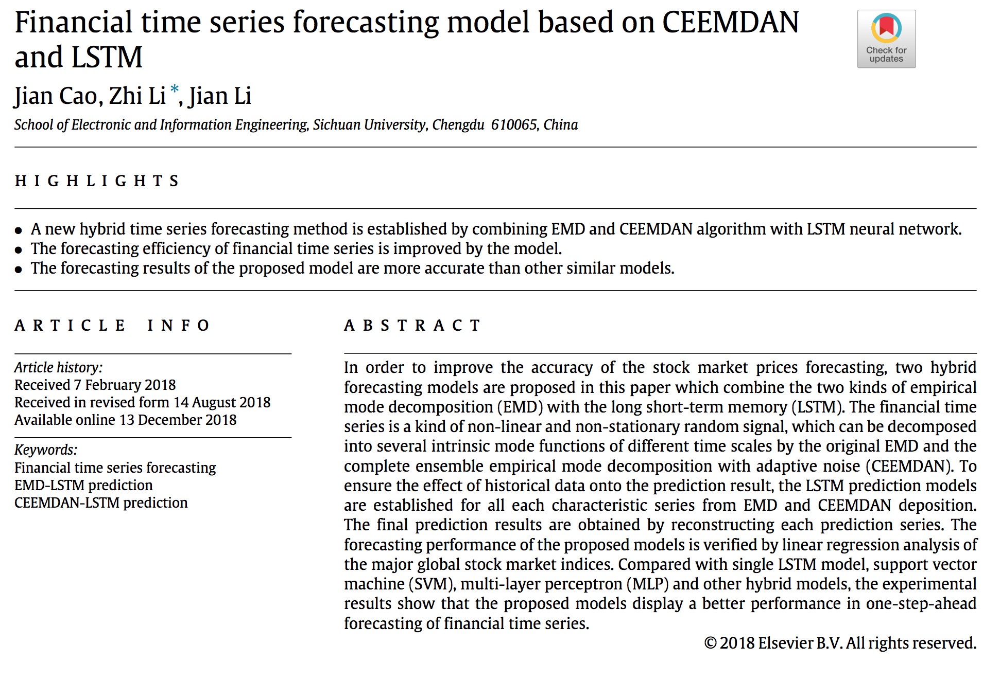 Financial time series forecasting model based on CEEMDAN
and LSTM
Check for
updates
Jian Cao, Zhi Li *, Jian Li
School of Electronic and Information Engineering, Sichuan University, Chengdu 610065, China
HIGHLIGHTS
• A new hybrid time series forecasting method is established by combining EMD and CEEMDAN algorithm with LSTM neural network.
• The forecasting efficiency of financial time series is improved by the model.
• The forecasting results of the proposed model are more accurate than other similar models.
ARTICLE INFO
Article history:
Received 7 February 2018
Received in revised form 14 August 2018
Available online 13 December 2018
Keywords:
Financial time series forecasting
EMD-LSTM prediction
CEEMDAN-LSTM prediction
ABSTRACT
In order to improve the accuracy of the stock market prices forecasting, two hybrid
forecasting models are proposed in this paper which combine the two kinds of empirical
mode decomposition (EMD) with the long short-term memory (LSTM). The financial time
series is a kind of non-linear and non-stationary random signal, which can be decomposed
into several intrinsic mode functions of different time scales by the original EMD and the
complete ensemble empirical mode decomposition with adaptive noise (CEEMDAN). To
ensure the effect of historical data onto the prediction result, the LSTM prediction models
are established for all each characteristic series from EMD and CEEMDAN deposition.
The final prediction results are obtained by reconstructing each prediction series. The
forecasting performance of the proposed models is verified by linear regression analysis of
the major global stock market indices. Compared with single LSTM model, support vector
machine (SVM), multi-layer perceptron (MLP) and other hybrid models, the experimental
results show that the proposed models display a better performance in one-step-ahead
forecasting of financial time series.
© 2018 Elsevier B.V. All rights reserved.